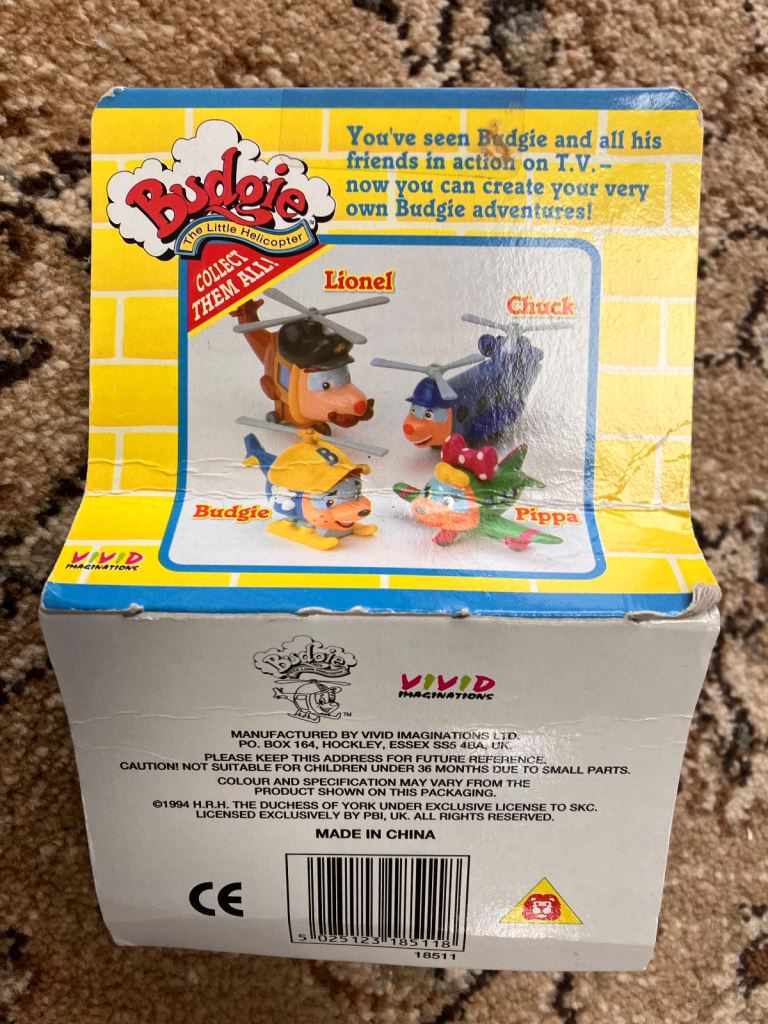 Budgie
The Little Helicopter™
COLLECT
THEM ALL!
You've seen Budgie and all his
friends in action on T.V.–
now you can create your very
own Budgie adventures!
Lionel
Chuck
B
Budgie
Pippa
VIVID
IMAGINATIONS
Budgie
The Little Helicopter
TM
VIVID
IMAGINATIONS
MANUFACTURED BY VIVID IMAGINATIONS LTD.
PO. BOX 164, HOCKLEY, ESSEX SS5 4BA, UK.
PLEASE KEEP THIS ADDRESS FOR FUTURE REFERENCE.
CAUTION! NOT SUITABLE FOR CHILDREN UNDER 36 MONTHS DUE TO SMALL PARTS.
COLOUR AND SPECIFICATION MAY VARY FROM THE
PRODUCT SHOWN ON THIS PACKAGING.
©1994 H.R.H. THE DUCHESS OF YORK UNDER EXCLUSIVE LICENSE TO SKC.
LICENSED EXCLUSIVELY BY PBI, UK. ALL RIGHTS RESERVED.
MADE IN CHINA
CE
5 025123 185118
18511